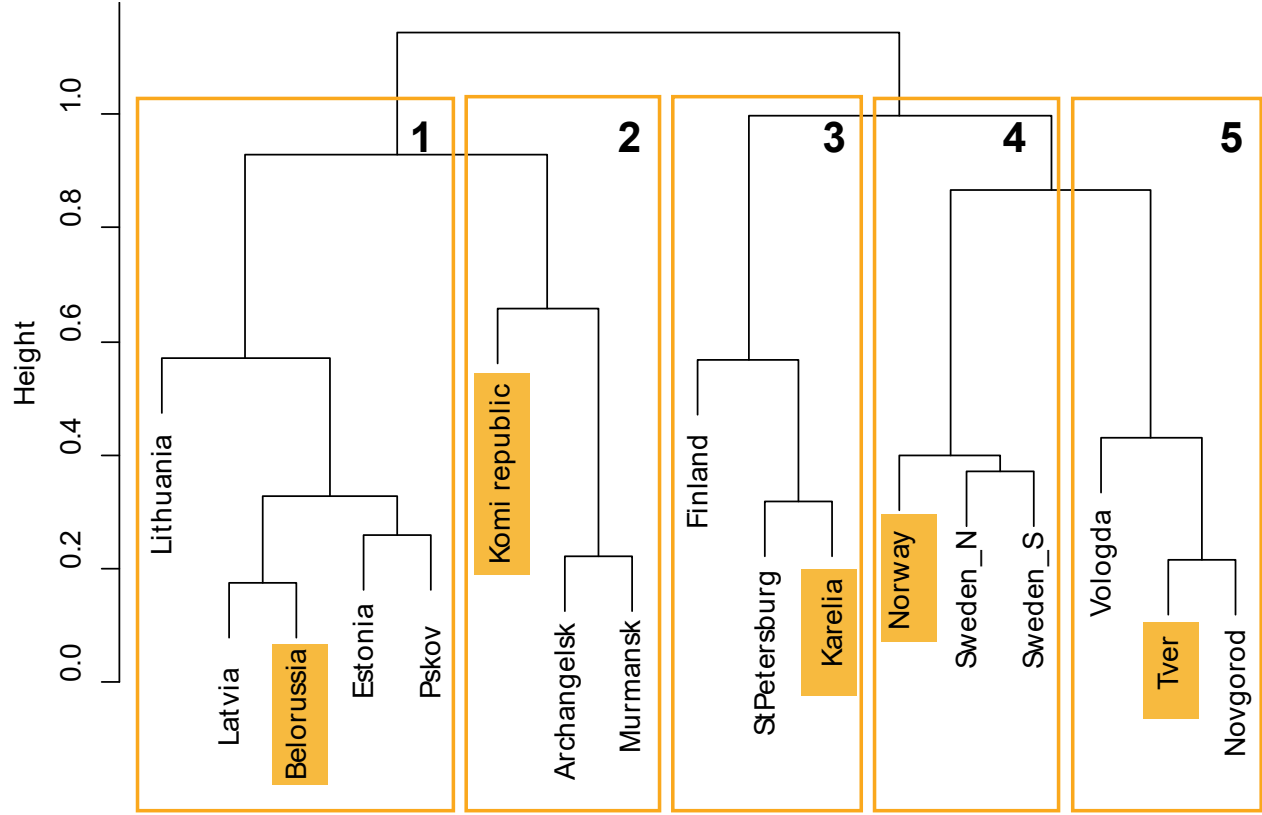 Height
1.0
0.8
0.6
0.4
0.2
0.0
1
2
3
4
5
Lithuania
Latvia
Belorussia
Estonia
Pskov
Komi republic
Archangelsk
Murmansk
Finland
StPetersburg
Karelia
Norway
Sweden_N
Sweden_S
Vologda
Tver
Novgorod